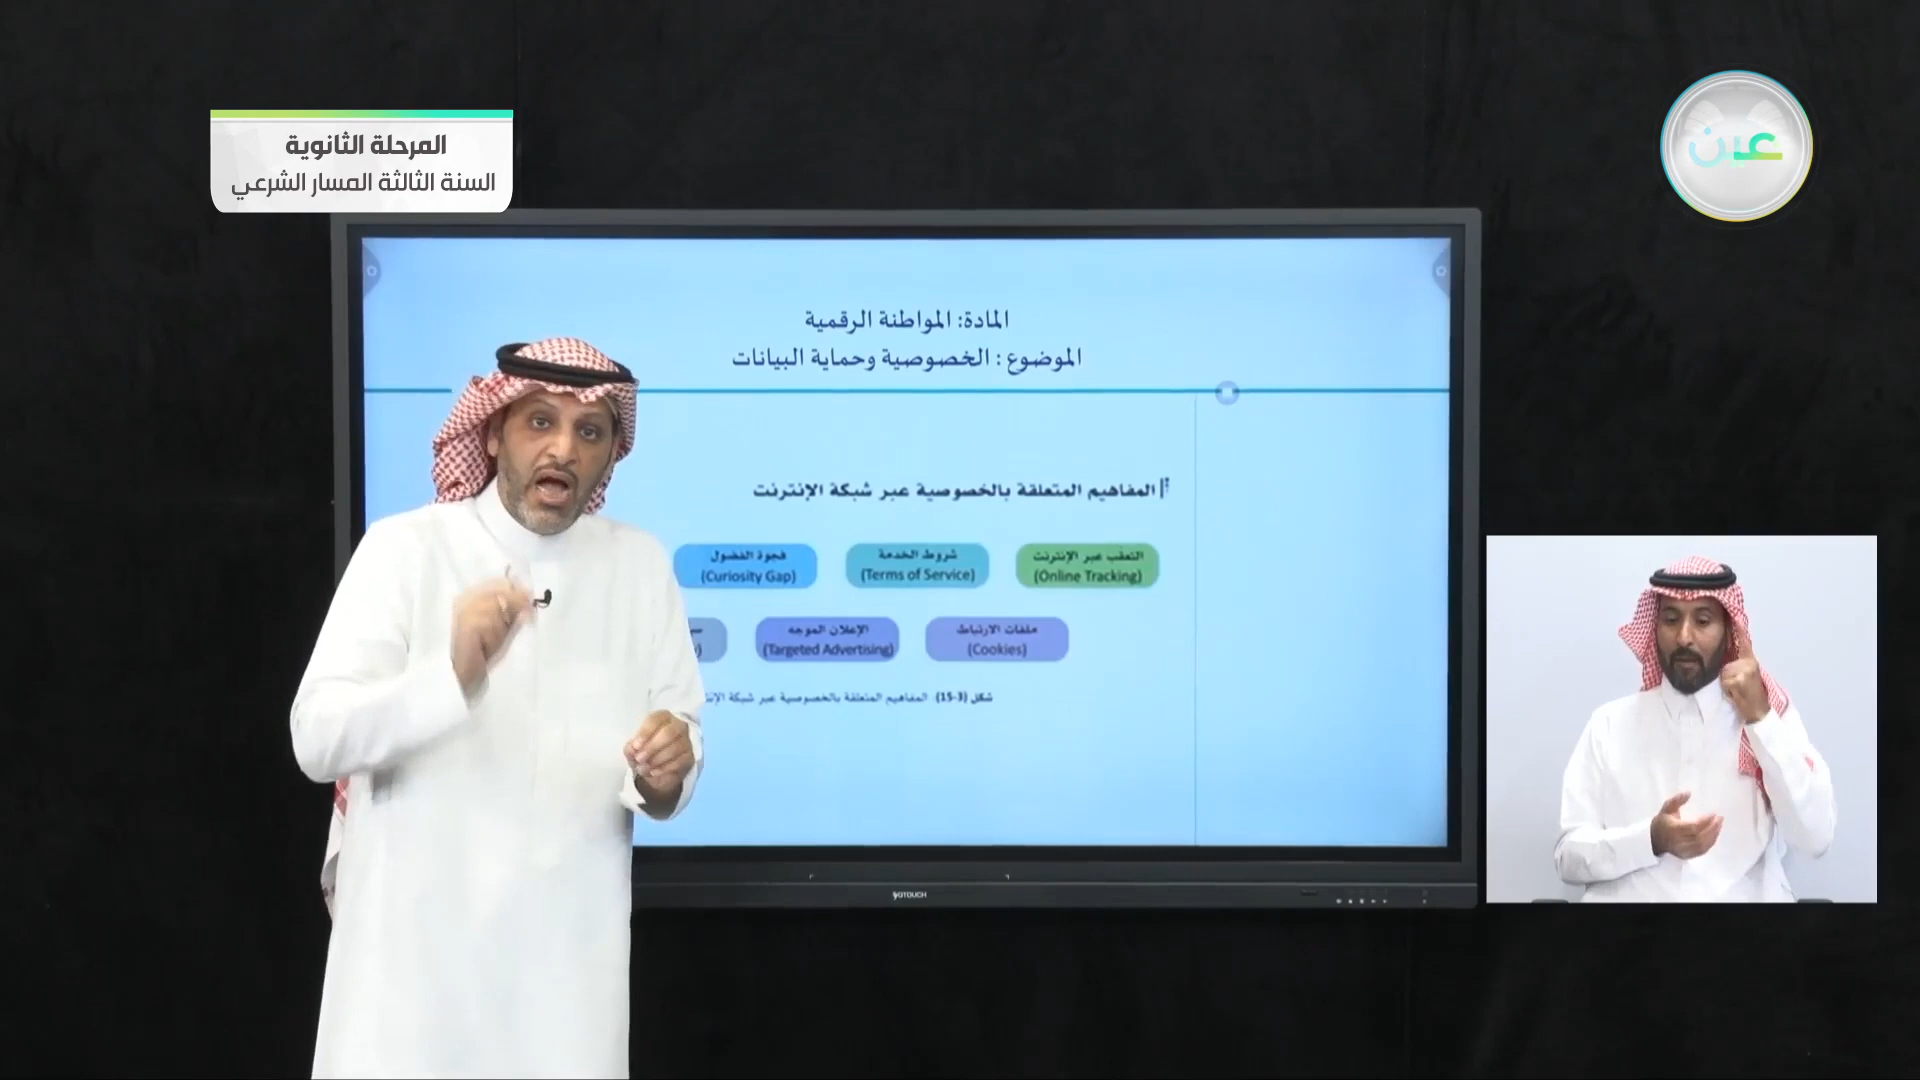 المرحلة الثانوية
السنة الثالثة المسار الشرعي
عين
المادة: المواطنة الرقمية
الموضوع : الخصوصية وحماية البيانات
المفاهيم المتعلقة بالخصوصية عبر شبكة الإنترنت
التعقب عبر الإنترنت
(Online Tracking)
شروط الخدمة
(Terms of Service)
فجوة الفضول
(Curiosity Gap)
ملفات الارتباط
(Cookies)
الإعلان الموجه
(Targeted Advertising)
شكل (3-15) المفاهيم المتعلقة بالخصوصية عبر شبكة